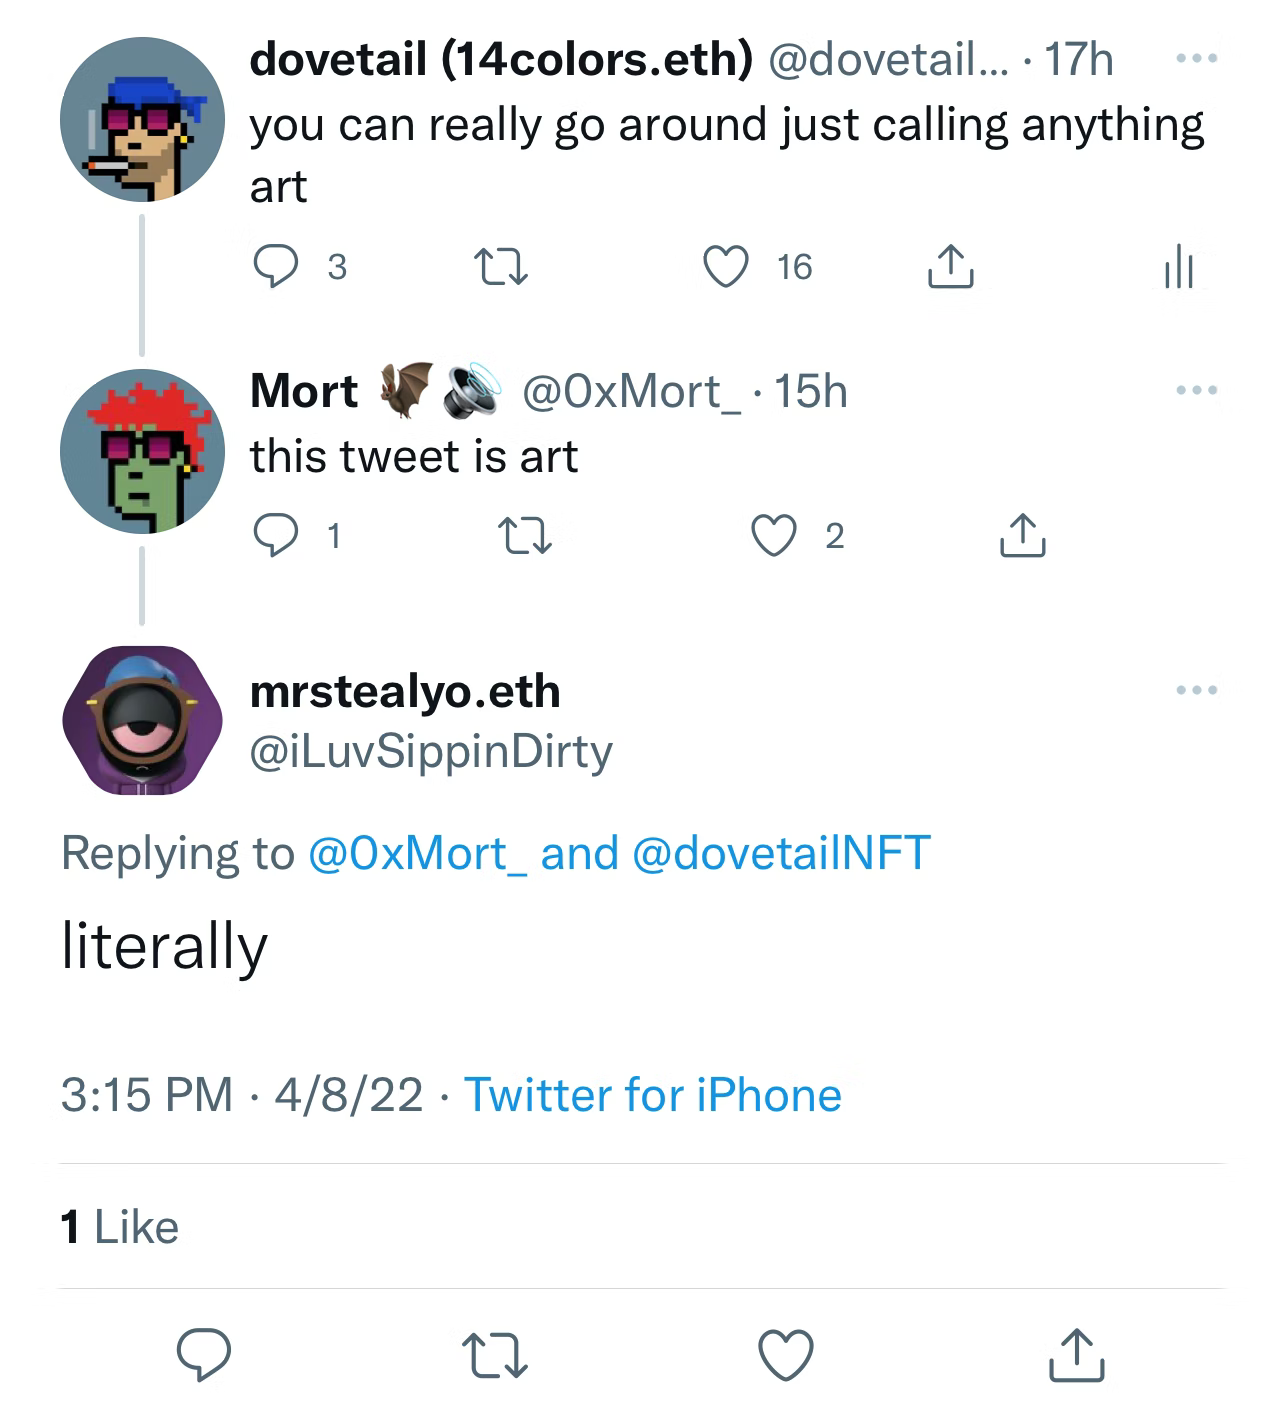 dovetail (14colors.eth) @dovetail... · 17h
you can really go around just calling anything
art
3 16
Mort 🦇🔊 @0xMort_ · 15h
this tweet is art
1 2
mrstealyo.eth
@iLuvSippinDirty
Replying to @0xMort_ and @dovetailNFT
literally
3:15 PM · 4/8/22 · Twitter for iPhone
1 Like